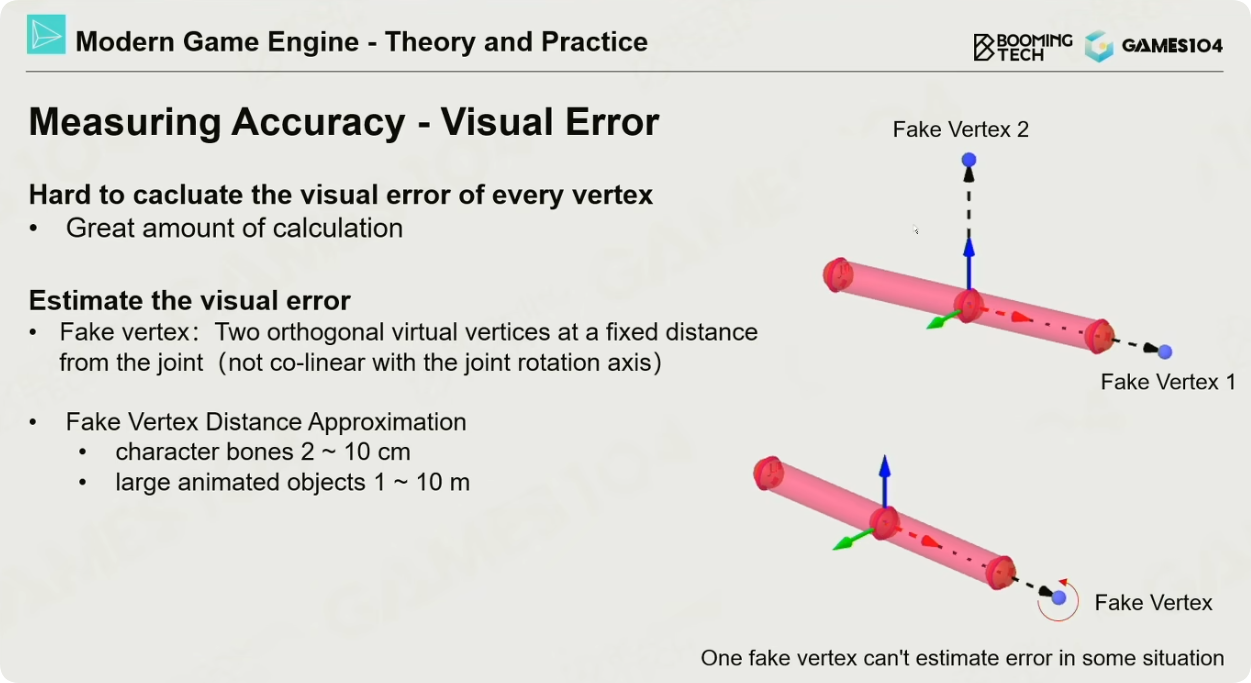 Modern Game Engine - Theory and Practice
BOOMING
TECH
GAMES104
Measuring Accuracy - Visual Error
Fake Vertex 2
Hard to cacluate the visual error of every vertex
• Great amount of calculation
Estimate the visual error
• Fake vertex： Two orthogonal virtual vertices at a fixed distance
from the joint（not co-linear with the joint rotation axis）
Fake Vertex 1
• Fake Vertex Distance Approximation
• character bones 2 ~ 10 cm
• large animated objects 1 ~ 10 m
Fake Vertex
One fake vertex can't estimate error in some situation